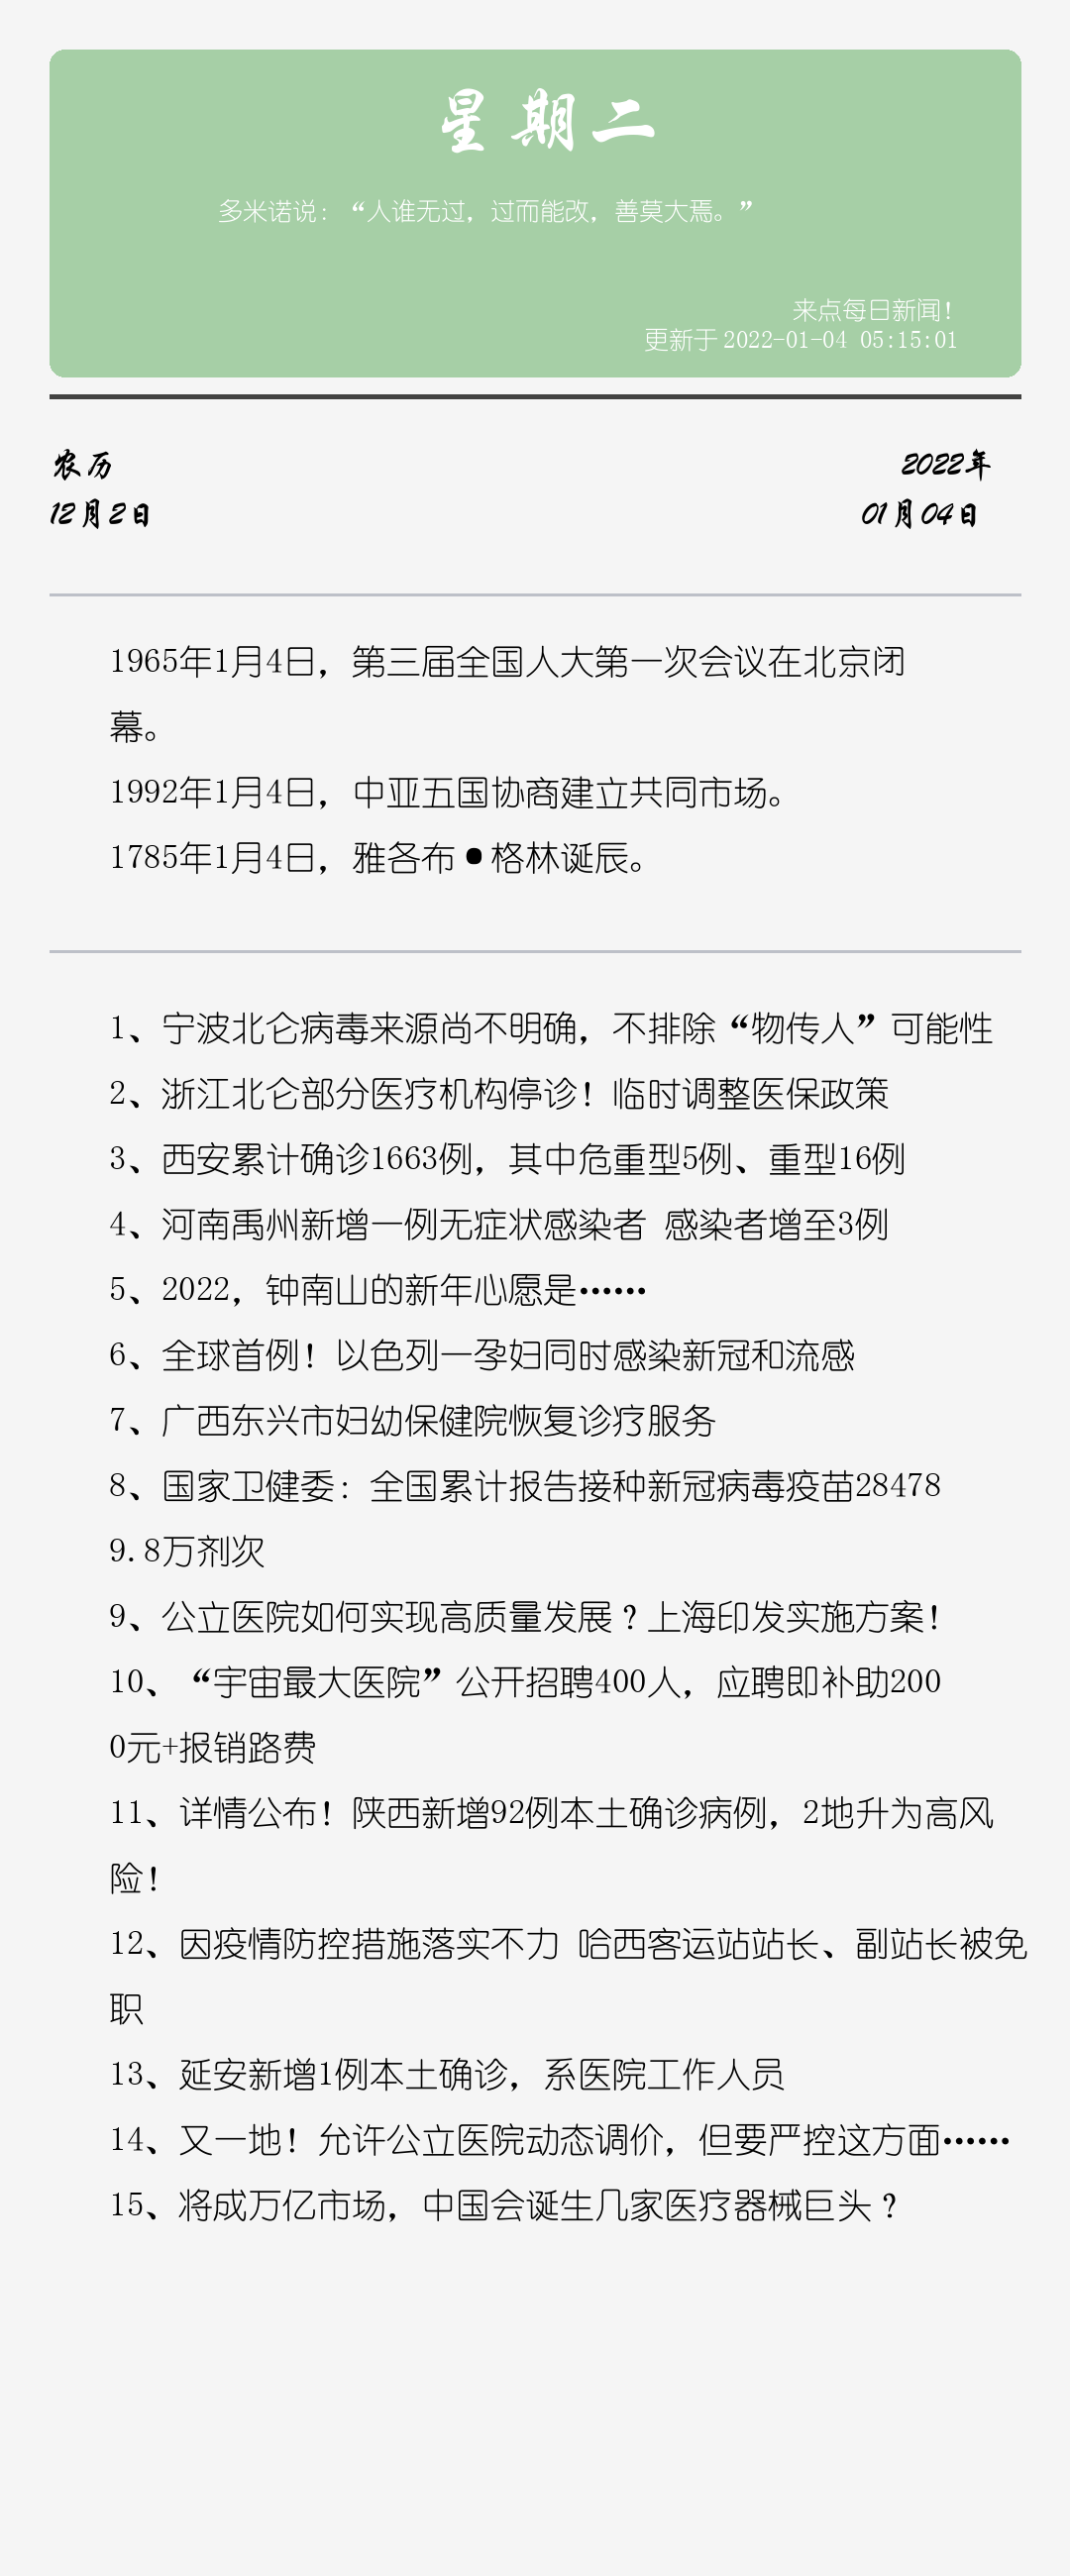 星期二
多米诺说：“人谁无过，过而能改，善莫大焉。”
来点每日新闻！
更新于 2022-01-04 05:15:01
农历
2022年
12月2日
01月04日
1965年1月4日，第三届全国人大第一次会议在北京闭
幕。
1992年1月4日，中亚五国协商建立共同市场。
1785年1月4日，雅各布•格林诞辰。
1、宁波北仑病毒来源尚不明确，不排除“物传人”可能性
2、浙江北仑部分医疗机构停诊！临时调整医保政策
3、西安累计确诊1663例，其中危重型5例、重型16例
4、河南禹州新增一例无症状感染者 感染者增至3例
5、2022，钟南山的新年心愿是······
6、全球首例！以色列一孕妇同时感染新冠和流感
7、广西东兴市妇幼保健院恢复诊疗服务
8、国家卫健委：全国累计报告接种新冠病毒疫苗28478
9.8万剂次
9、公立医院如何实现高质量发展？上海印发实施方案！
10、“宇宙最大医院”公开招聘400人，应聘即补助200
0元+报销路费
11、详情公布！陕西新增92例本土确诊病例，2地升为高风
险！
12、因疫情防控措施落实不力 哈西客运站站长、副站长被免
职
13、延安新增1例本土确诊，系医院工作人员
14、又一地！允许公立医院动态调价，但要严控这方面······
15、将成万亿市场，中国会诞生几家医疗器械巨头？